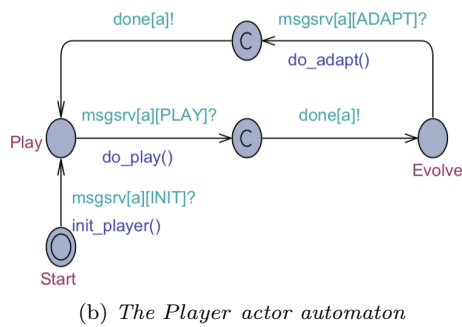 done[a]!
msgsrv[a][ADAPT]?
C
do_adapt()
msgsrv[a][PLAY]?
done[a]!
Play
C
do_play()
Evolve
msgsrv[a][INIT]?
init_player()
Start
(b) The Player actor automaton